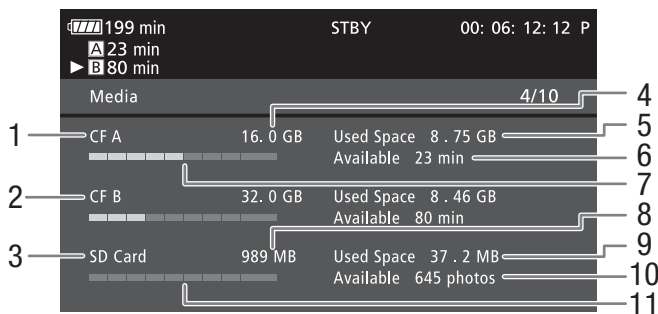 199 min STBY 00: 06: 12: 12 P
A 23 min
B 80 min
Media 4/10
4
1 CF A 16. 0 GB Used Space 8 . 75 GB 5
Available 23 min 6
7
2 CF B 32. 0 GB Used Space 8 . 46 GB
Available 80 min
8
3 SD Card 989 MB Used Space 37 . 2 MB 9
Available 645 photos 10
11